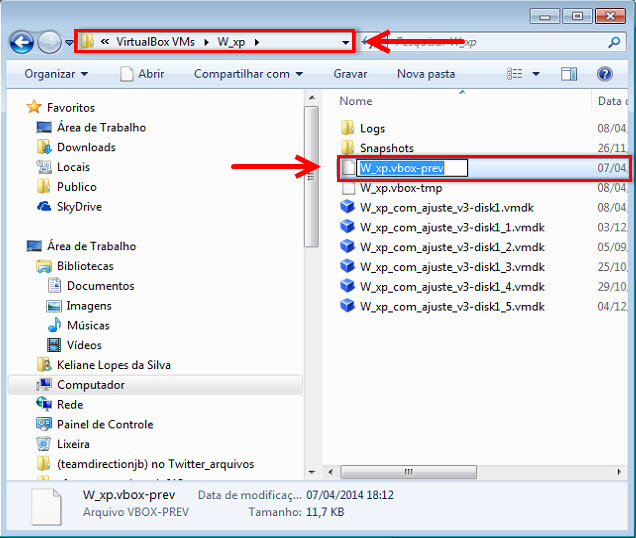 « VirtualBox VMs W_xp
Pesquisar W_xp
Organizar Abrir Compartilhar com Gravar Nova pasta
Nome Data d
Favoritos
Área de Trabalho
Downloads
Locais
Publico
SkyDrive
Área de Trabalho
Bibliotecas
Documentos
Imagens
Músicas
Vídeos
Keliane Lopes da Silva
Computador
Rede
Painel de Controle
Lixeira
(teamdirectionjb) no Twitter_arquivos
Logs 08/04,
Snapshots 26/11,
W_xp.vbox-prev 07/04,
W_xp.vbox-tmp 08/04,
W_xp_com_ajuste_v3-disk1.vmdk 08/04,
W_xp_com_ajuste_v3-disk1_1.vmdk 03/12,
W_xp_com_ajuste_v3-disk1_2.vmdk 05/09,
W_xp_com_ajuste_v3-disk1_3.vmdk 25/10,
W_xp_com_ajuste_v3-disk1_4.vmdk 29/10,
W_xp_com_ajuste_v3-disk1_5.vmdk 04/12,
W_xp.vbox-prev Data de modificaç... 07/04/2014 18:12
Arquivo VBOX-PREV Tamanho: 11,7 KB